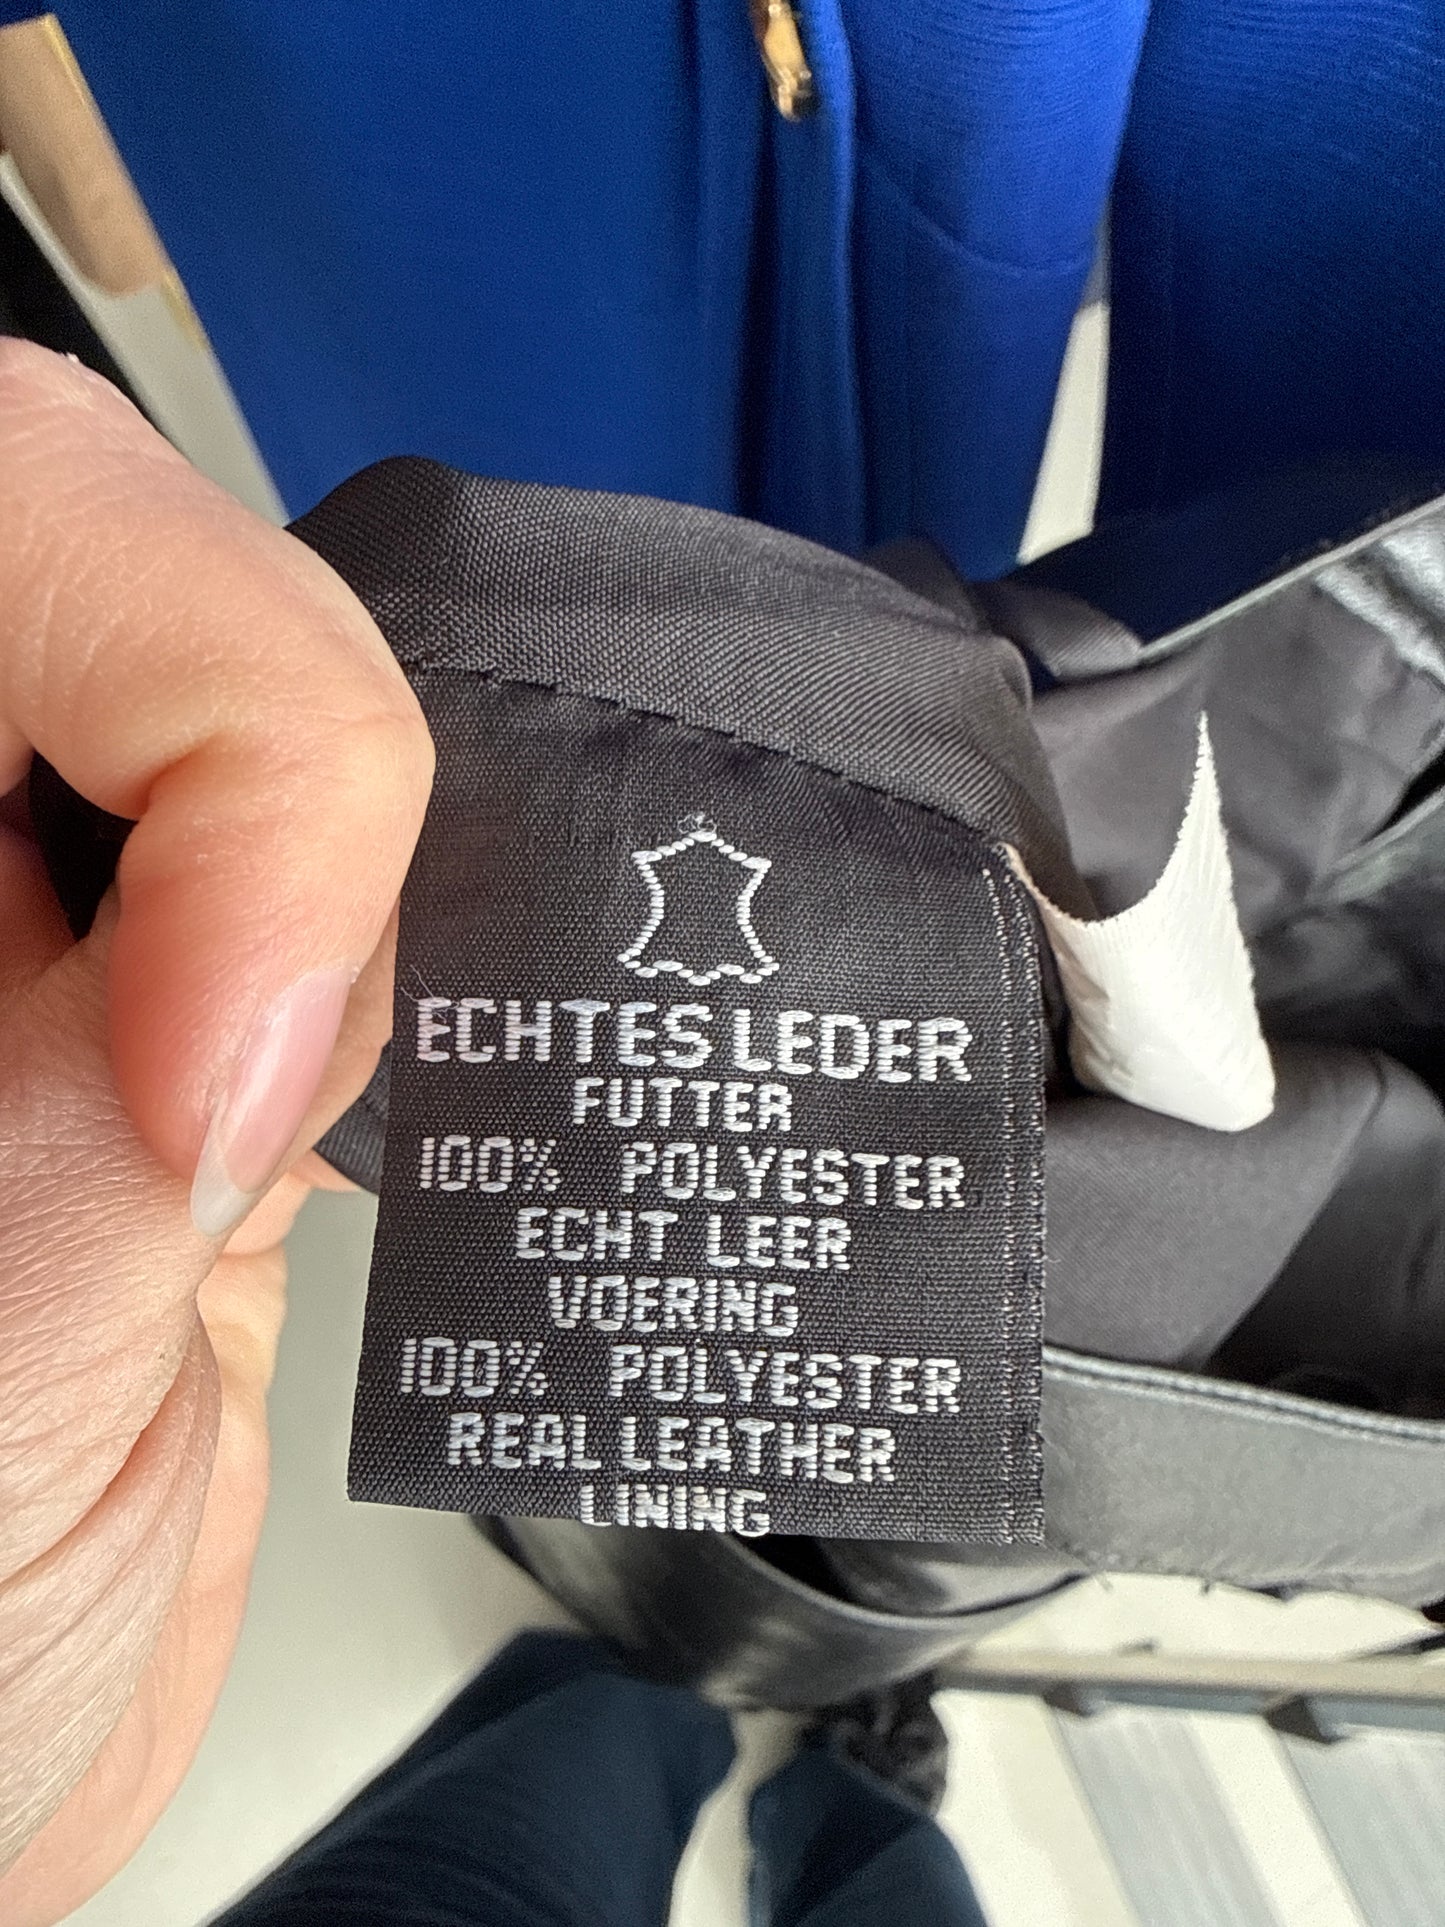 ECHTES LEDER
FUTTER
100% POLYESTER
ECHT LEER
VOERING
100% POLYESTER
REAL LEATHER
LINING